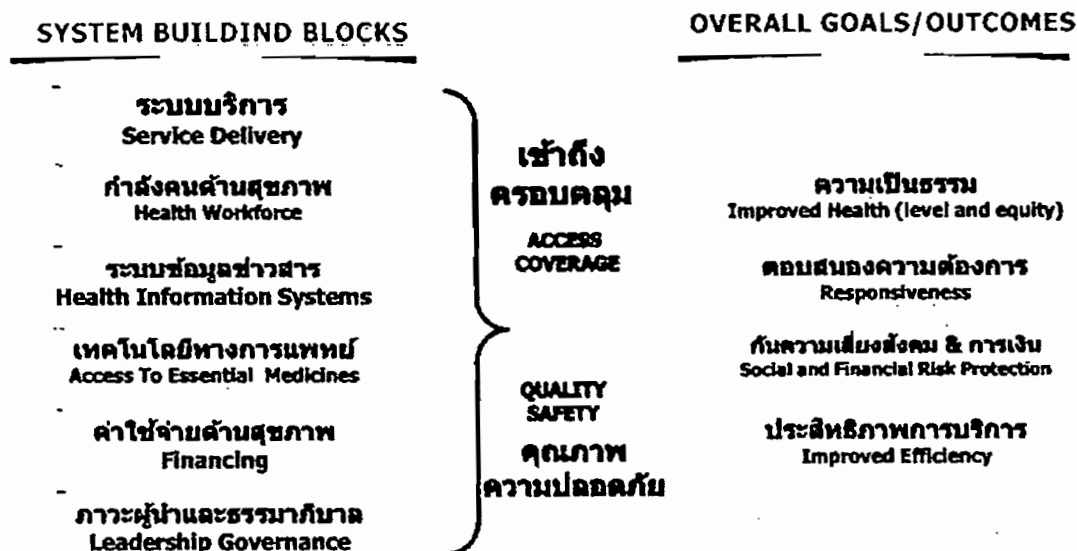 SYSTEM BUILDIND BLOCKS
ระบบบริการ
Service Delivery
กำลังคนด้านสุขภาพ
Health Workforce
ระบบข้อมูลข่าวสาร
Health Information Systems
เทคโนโลยีทางการแพทย์
Access To Essential Medicines
ค่าใช้จ่ายด้านสุขภาพ
Financing
ภาวะผู้นำและธรรมาภิบาล
Leadership Governance
เข้าถึง
ครอบคลุม
ACCESS
COVERAGE
QUALITY
SAFETY
คุณภาพ
ความปลอดภัย
OVERALL GOALS/OUTCOMES
ความเป็นธรรม
Improved Health (level and equity)
ตอบสนองความต้องการ
Responsiveness
กันความเสี่ยงสังคม & การเงิน
Social and Financial Risk Protection
ประสิทธิภาพการบริการ
Improved Efficiency